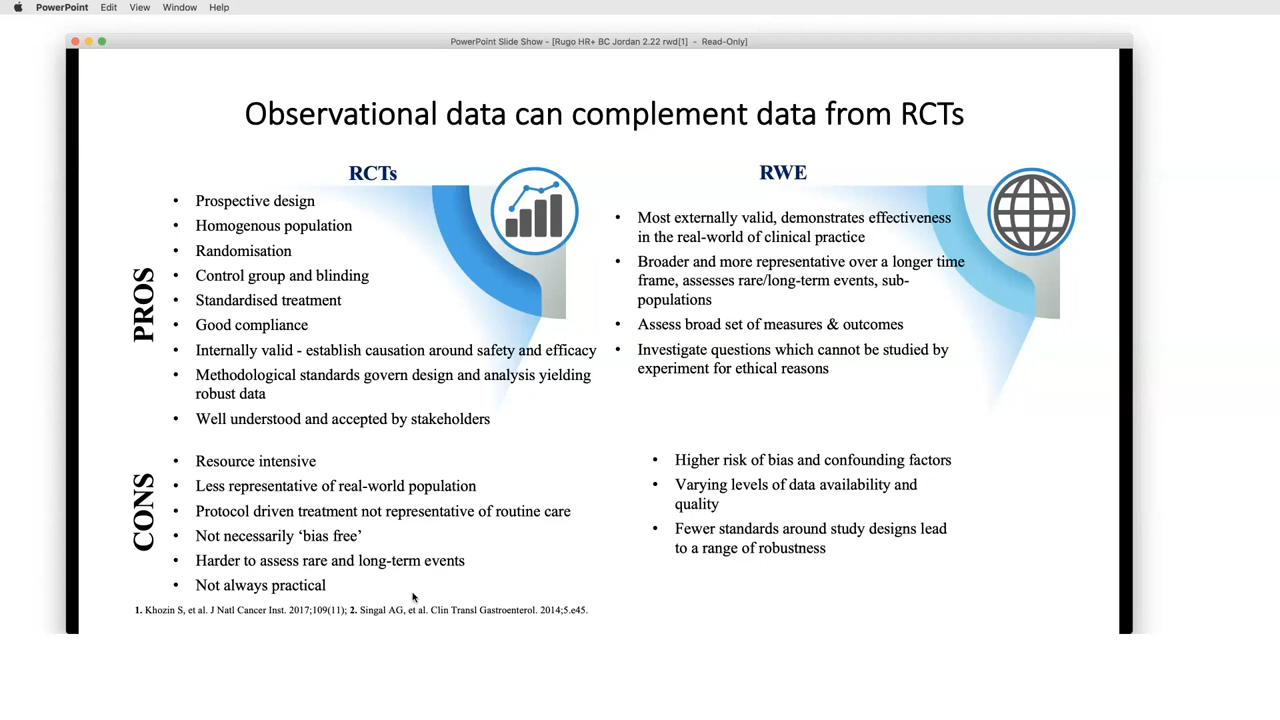 PowerPoint Edit View Window Help
PowerPoint Slide Show - [Rugo HR+ BC Jordan 2.22 rwd[1] - Read-Only]
Observational data can complement data from RCTs
RCTs
PROS
• Prospective design
• Homogenous population
• Randomisation
• Control group and blinding
• Standardised treatment
• Good compliance
• Internally valid - establish causation around safety and efficacy
• Methodological standards govern design and analysis yielding
robust data
• Well understood and accepted by stakeholders
RWE
• Most externally valid, demonstrates effectiveness
in the real-world of clinical practice
• Broader and more representative over a longer time
frame, assesses rare/long-term events, sub-
populations
• Assess broad set of measures & outcomes
• Investigate questions which cannot be studied by
experiment for ethical reasons
CONS
• Resource intensive
• Less representative of real-world population
• Protocol driven treatment not representative of routine care
• Not necessarily ‘bias free’
• Harder to assess rare and long-term events
• Not always practical
• Higher risk of bias and confounding factors
• Varying levels of data availability and
quality
• Fewer standards around study designs lead
to a range of robustness
1. Khozin S, et al. J Natl Cancer Inst. 2017;109(11); 2. Singal AG, et al. Clin Transl Gastroenterol. 2014;5.e45.